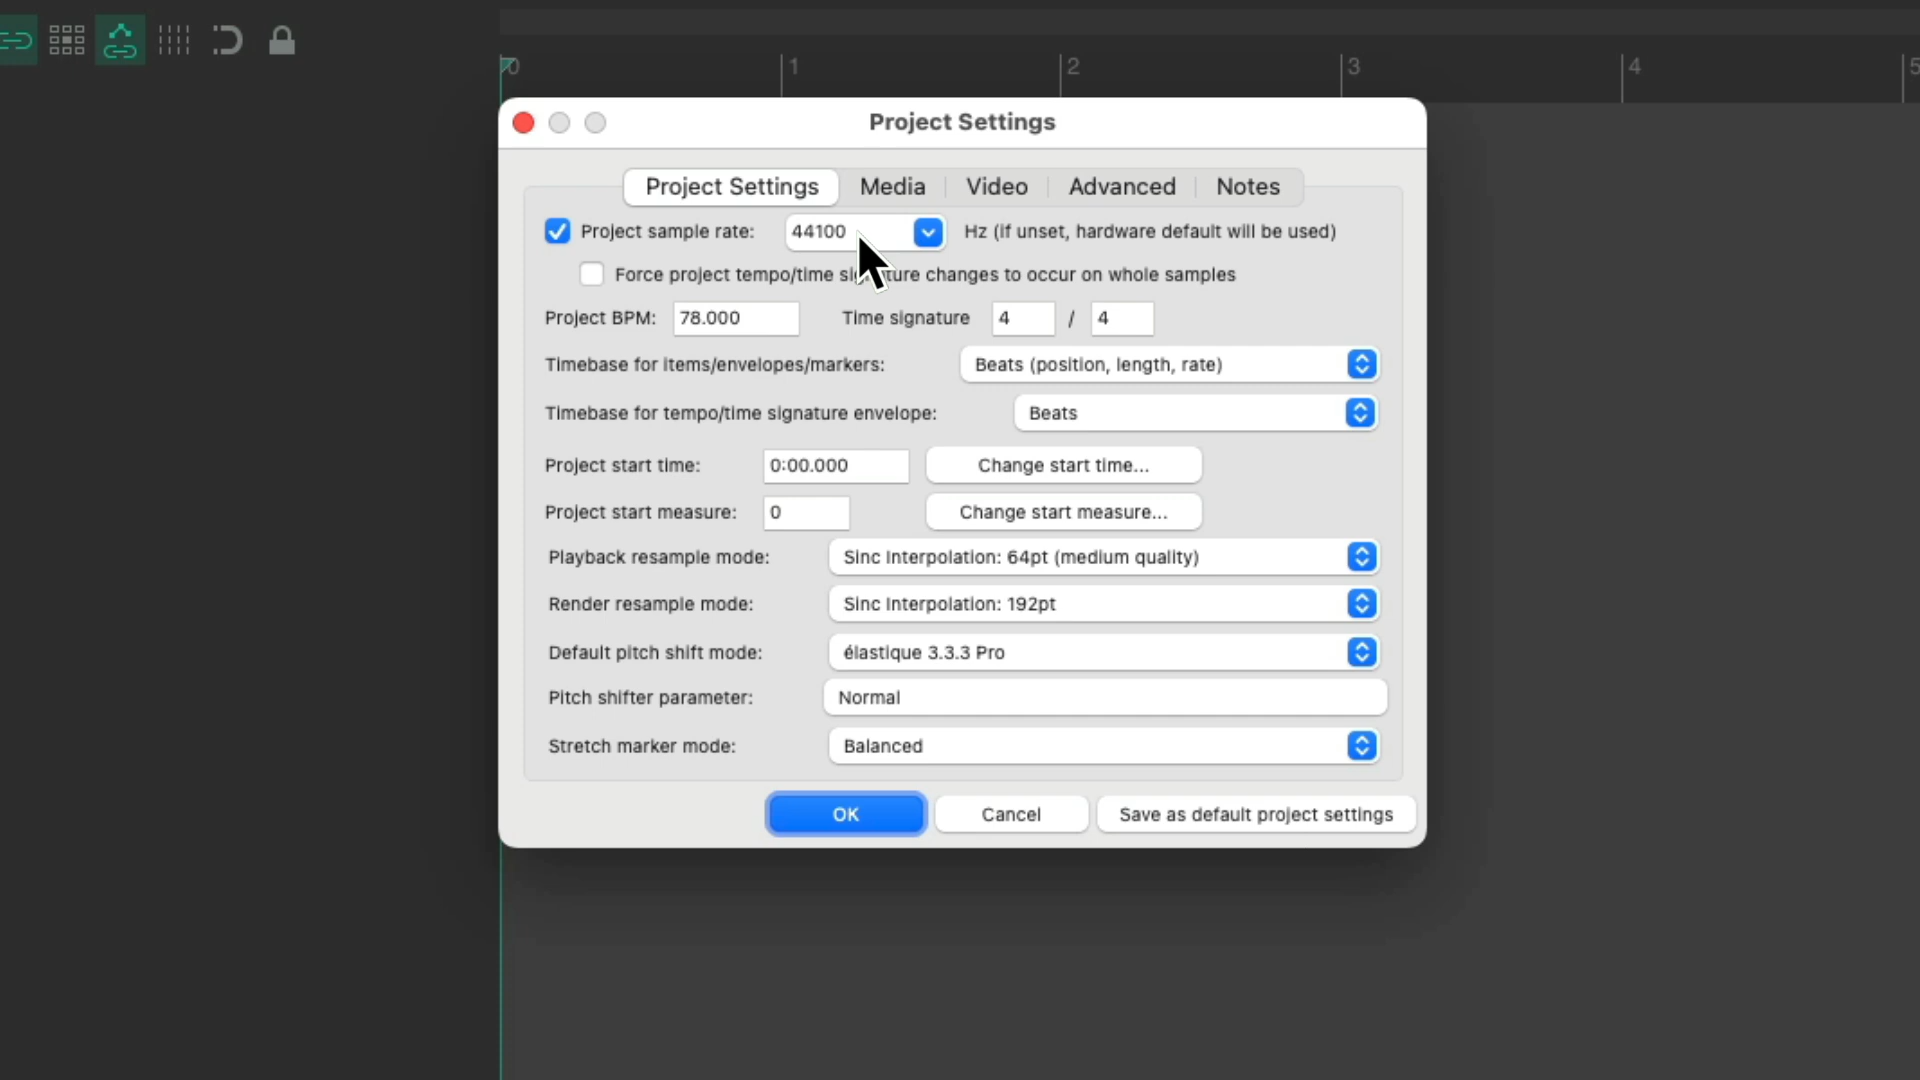 0 1 2 3 4 5
Project Settings
Project Settings Media Video Advanced Notes
Project sample rate: 44100 Hz (if unset, hardware default will be used)
Force project tempo/time signature changes to occur on whole samples
Project BPM: 78.000 Time signature 4 / 4
Timebase for items/envelopes/markers: Beats (position, length, rate)
Timebase for tempo/time signature envelope: Beats
Project start time: 0:00.000 Change start time...
Project start measure: 0 Change start measure...
Playback resample mode: Sinc Interpolation: 64pt (medium quality)
Render resample mode: Sinc Interpolation: 192pt
Default pitch shift mode: élastique 3.3.3 Pro
Pitch shifter parameter: Normal
Stretch marker mode: Balanced
OK Cancel Save as default project settings